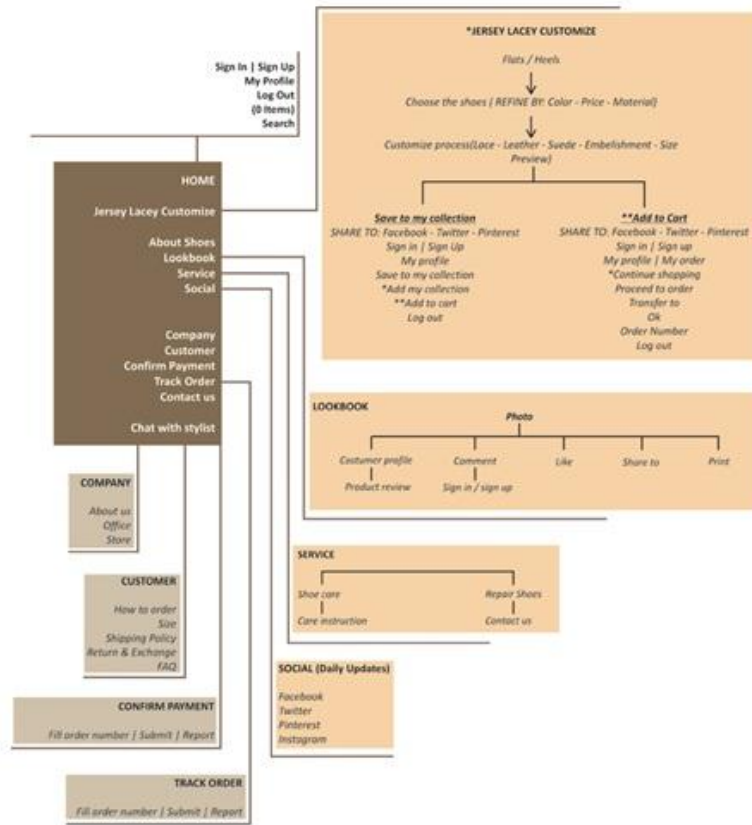 Sign In | Sign Up
My Profile
Log Out
(0 Items)
Search
HOME
Jersey Lacey Customize
About Shoes
Lookbook
Service
Social
Company
Customer
Confirm Payment
Track Order
Contact us
Chat with stylist
*JERSEY LACEY CUSTOMIZE
Flats / Heels
Choose the shoes ( REFINE BY: Color - Price - Material)
Customize process(Lace - Leather - Suede - Embelishment - Size
Preview)
Save to my collection
SHARE TO: Facebook - Twitter - Pinterest
Sign in | Sign Up
My profile
Save to my collection
*Add my collection
**Add to cart
Log out
**Add to Cart
SHARE TO: Facebook - Twitter - Pinterest
Sign in | Sign up
My profile | My order
*Continue shopping
Proceed to order
Transfer to
Ok
Order Number
Log out
LOOKBOOK
Photo
Costumer profile
Comment
Like
Share to
Print
Product review
Sign in / sign up
COMPANY
About us
Office
Store
SERVICE
Shoe care
Repair Shoes
Care instruction
Contact us
CUSTOMER
How to order
Size
Shipping Policy
Return & Exchange
FAQ
SOCIAL (Daily Updates)
Facebook
Twitter
Pinterest
Instagram
CONFIRM PAYMENT
Fill order number | Submit | Report
TRACK ORDER
Fill order number | Submit | Report